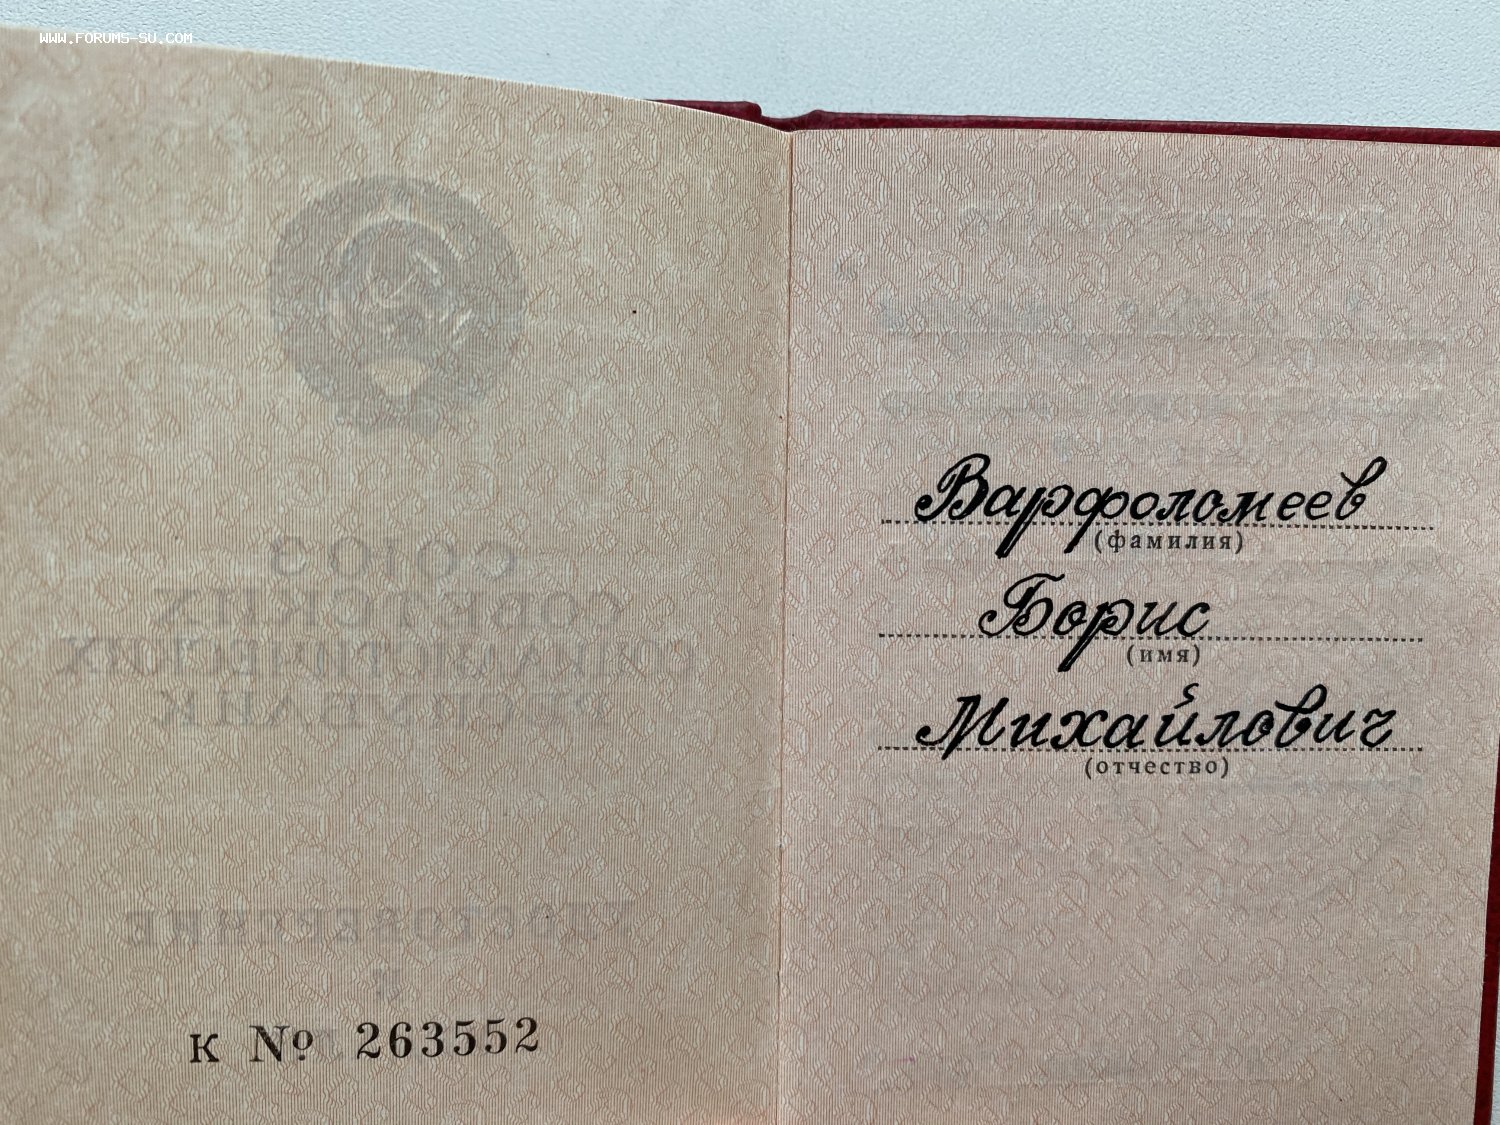 WWW.FORUMS-SU.COM
К № 263552
Варфоломеев
(фамилия)
Борис
(имя)
Михайлович
(отчество)